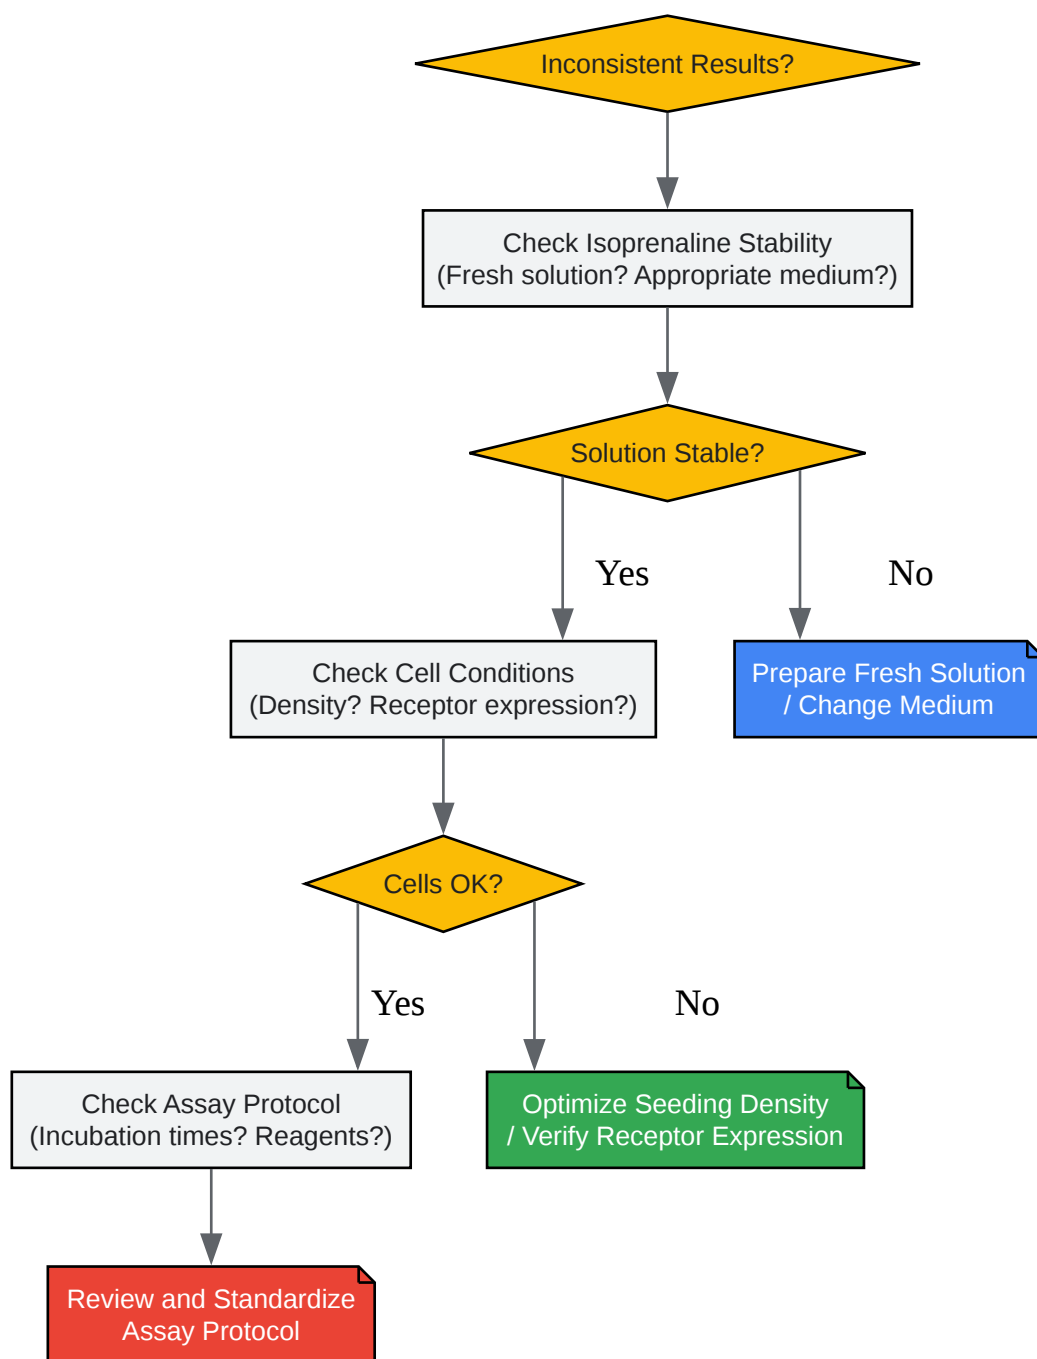 Inconsistent Results?
Check Isoprenaline Stability
(Fresh solution? Appropriate medium?)
Solution Stable?
Yes
No
Check Cell Conditions
(Density? Receptor expression?)
Prepare Fresh Solution
/ Change Medium
Cells OK?
Yes
No
Check Assay Protocol
(Incubation times? Reagents?)
Optimize Seeding Density
/ Verify Receptor Expression
Review and Standardize
Assay Protocol